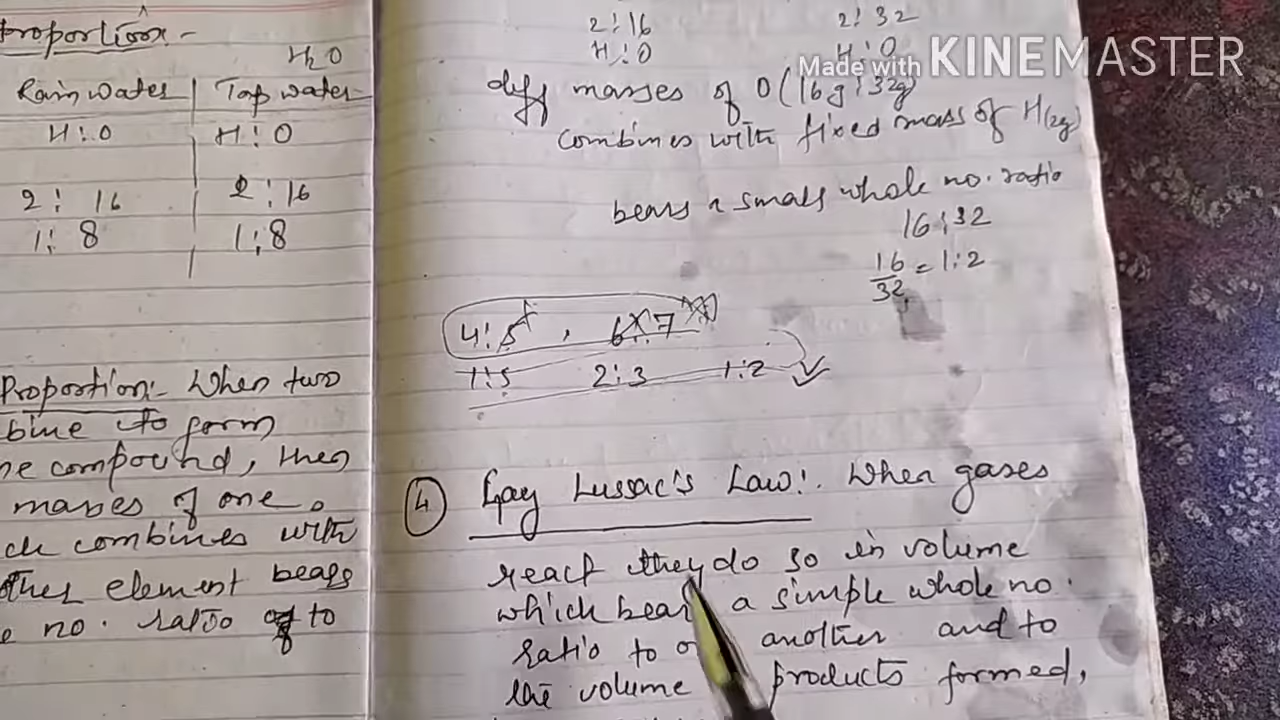 Proportion -
H2O
Rain water | Tap water
H : O H : O
2 : 16 2 : 16
1 : 8 1 : 8
Proportion :- When two
bine to form
ne compound, then
masses of one
ck combines with
other element bears
e no. ratio to
2 : 16 2 : 32
H : O H : O
Made with KINEMASTER
diff masses of O (16g : 32g)
combines with fixed mass of H(2g)
bears a small whole no. ratio
16 : 32
16/32 = 1 : 2
4 : 5 , 6 : 7
1 : 5 2 : 3 1 : 2
4 Gay Lussac's Law :. When gases
react they do so in volume
which bear a simple whole no.
ratio to another and to
the volume products formed,